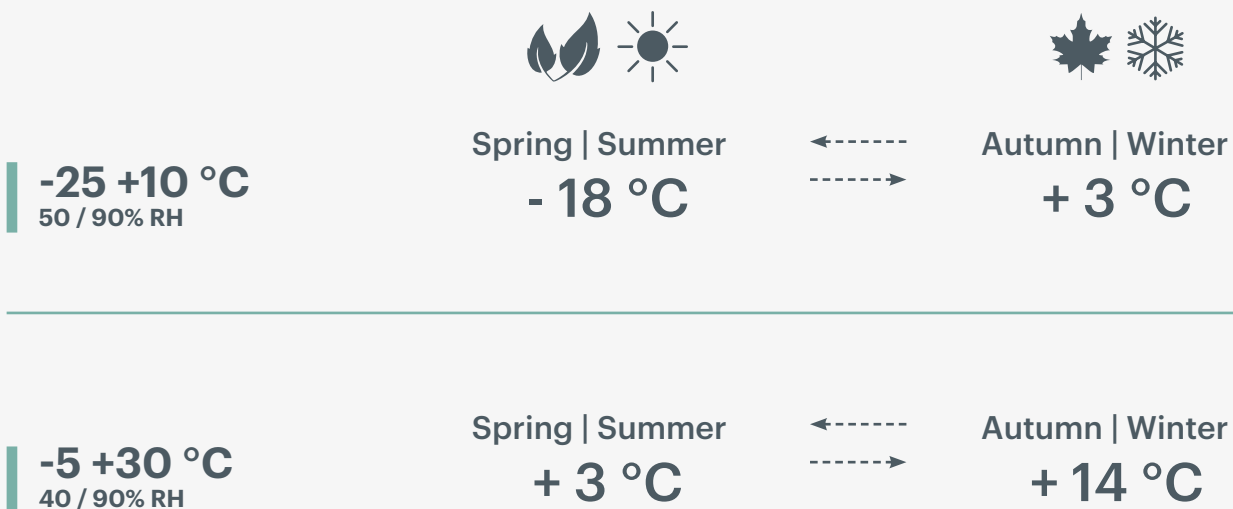 Spring | Summer
Autumn | Winter
-25 +10 °C
50 / 90% RH
- 18 °C
+ 3 °C
Spring | Summer
Autumn | Winter
-5 +30 °C
40 / 90% RH
+ 3 °C
+ 14 °C